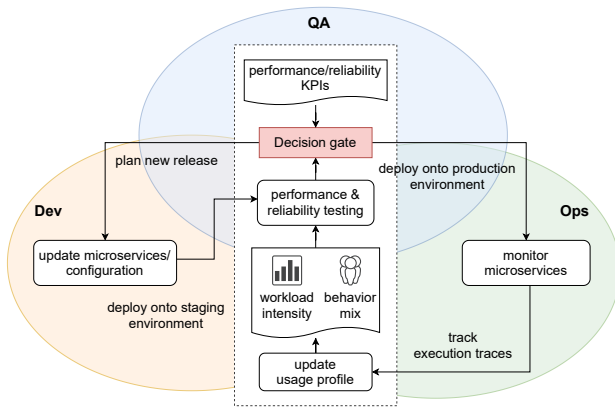 QA
performance/reliability
KPIs
Decision gate
plan new release
deploy onto production
environment
performance &
reliability testing
Dev
Ops
update microservices/
configuration
monitor
microservices
workload
intensity
behavior
mix
deploy onto staging
environment
track
execution traces
update
usage profile